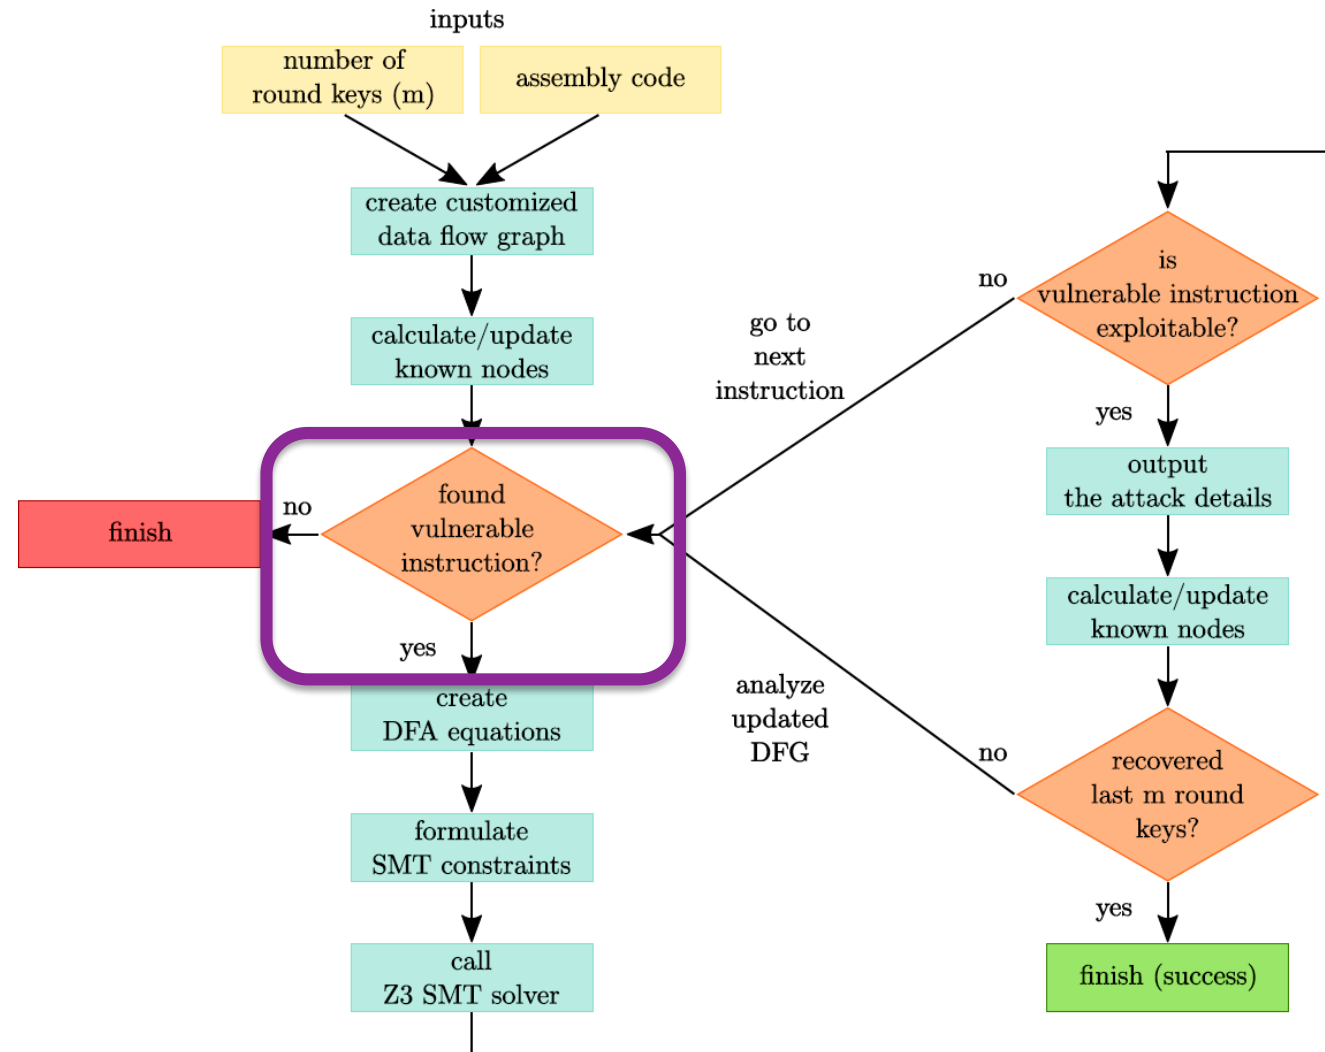 inputs
number of
round keys (m)
assembly code
create customized
data flow graph
calculate/update
known nodes
found
vulnerable
instruction?
no
finish
yes
create
DFA equations
formulate
SMT constraints
call
Z3 SMT solver
go to
next
instruction
analyze
updated
DFG
is
vulnerable instruction
exploitable?
no
yes
output
the attack details
calculate/update
known nodes
recovered
last m round
keys?
no
yes
finish (success)